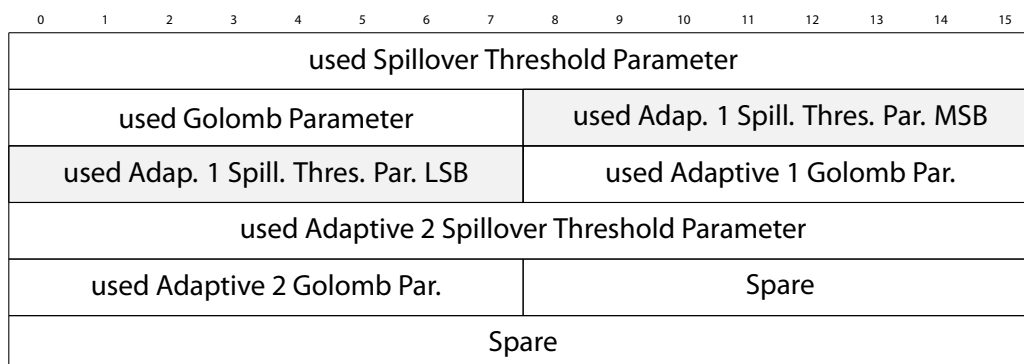 0 1 2 3 4 5 6 7 8 9 10 11 12 13 14 15
used Spillover Threshold Parameter
used Golomb Parameter used Adap. 1 Spill. Thres. Par. MSB
used Adap. 1 Spill. Thres. Par. LSB used Adaptive 1 Golomb Par.
used Adaptive 2 Spillover Threshold Parameter
used Adaptive 2 Golomb Par. Spare
Spare